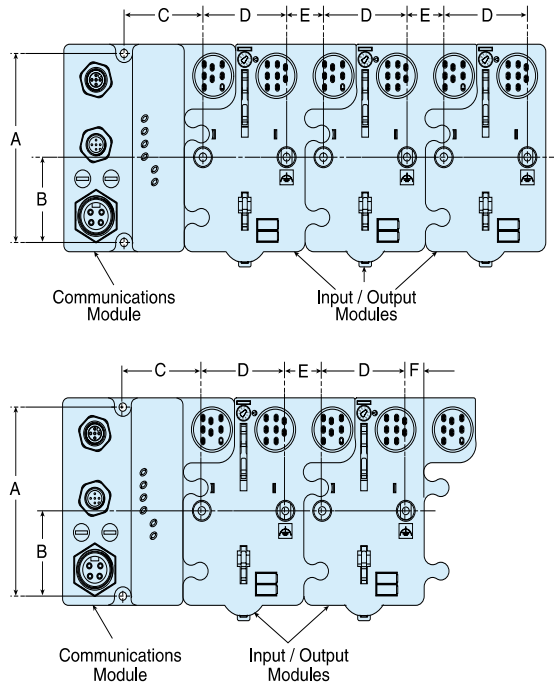 C D E D E D
A
B
Communications
Module
Input / Output
Modules
C D E D F
A
B
Communications
Module
Input / Output
Modules